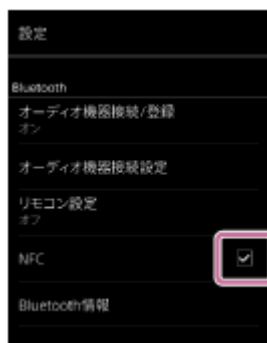 設定
Bluetooth
オーディオ機器接続/登録
オン
オーディオ機器接続設定
リモコン設定
オフ
NFC
Bluetooth情報